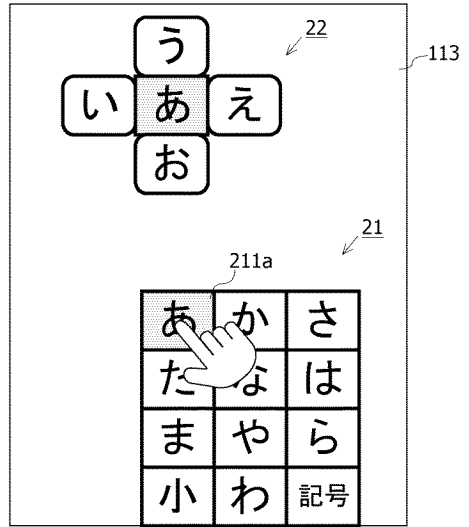 22
う
113
い あ え
お
21
211a
あ か さ
た な は
ま や ら
小 わ 記号